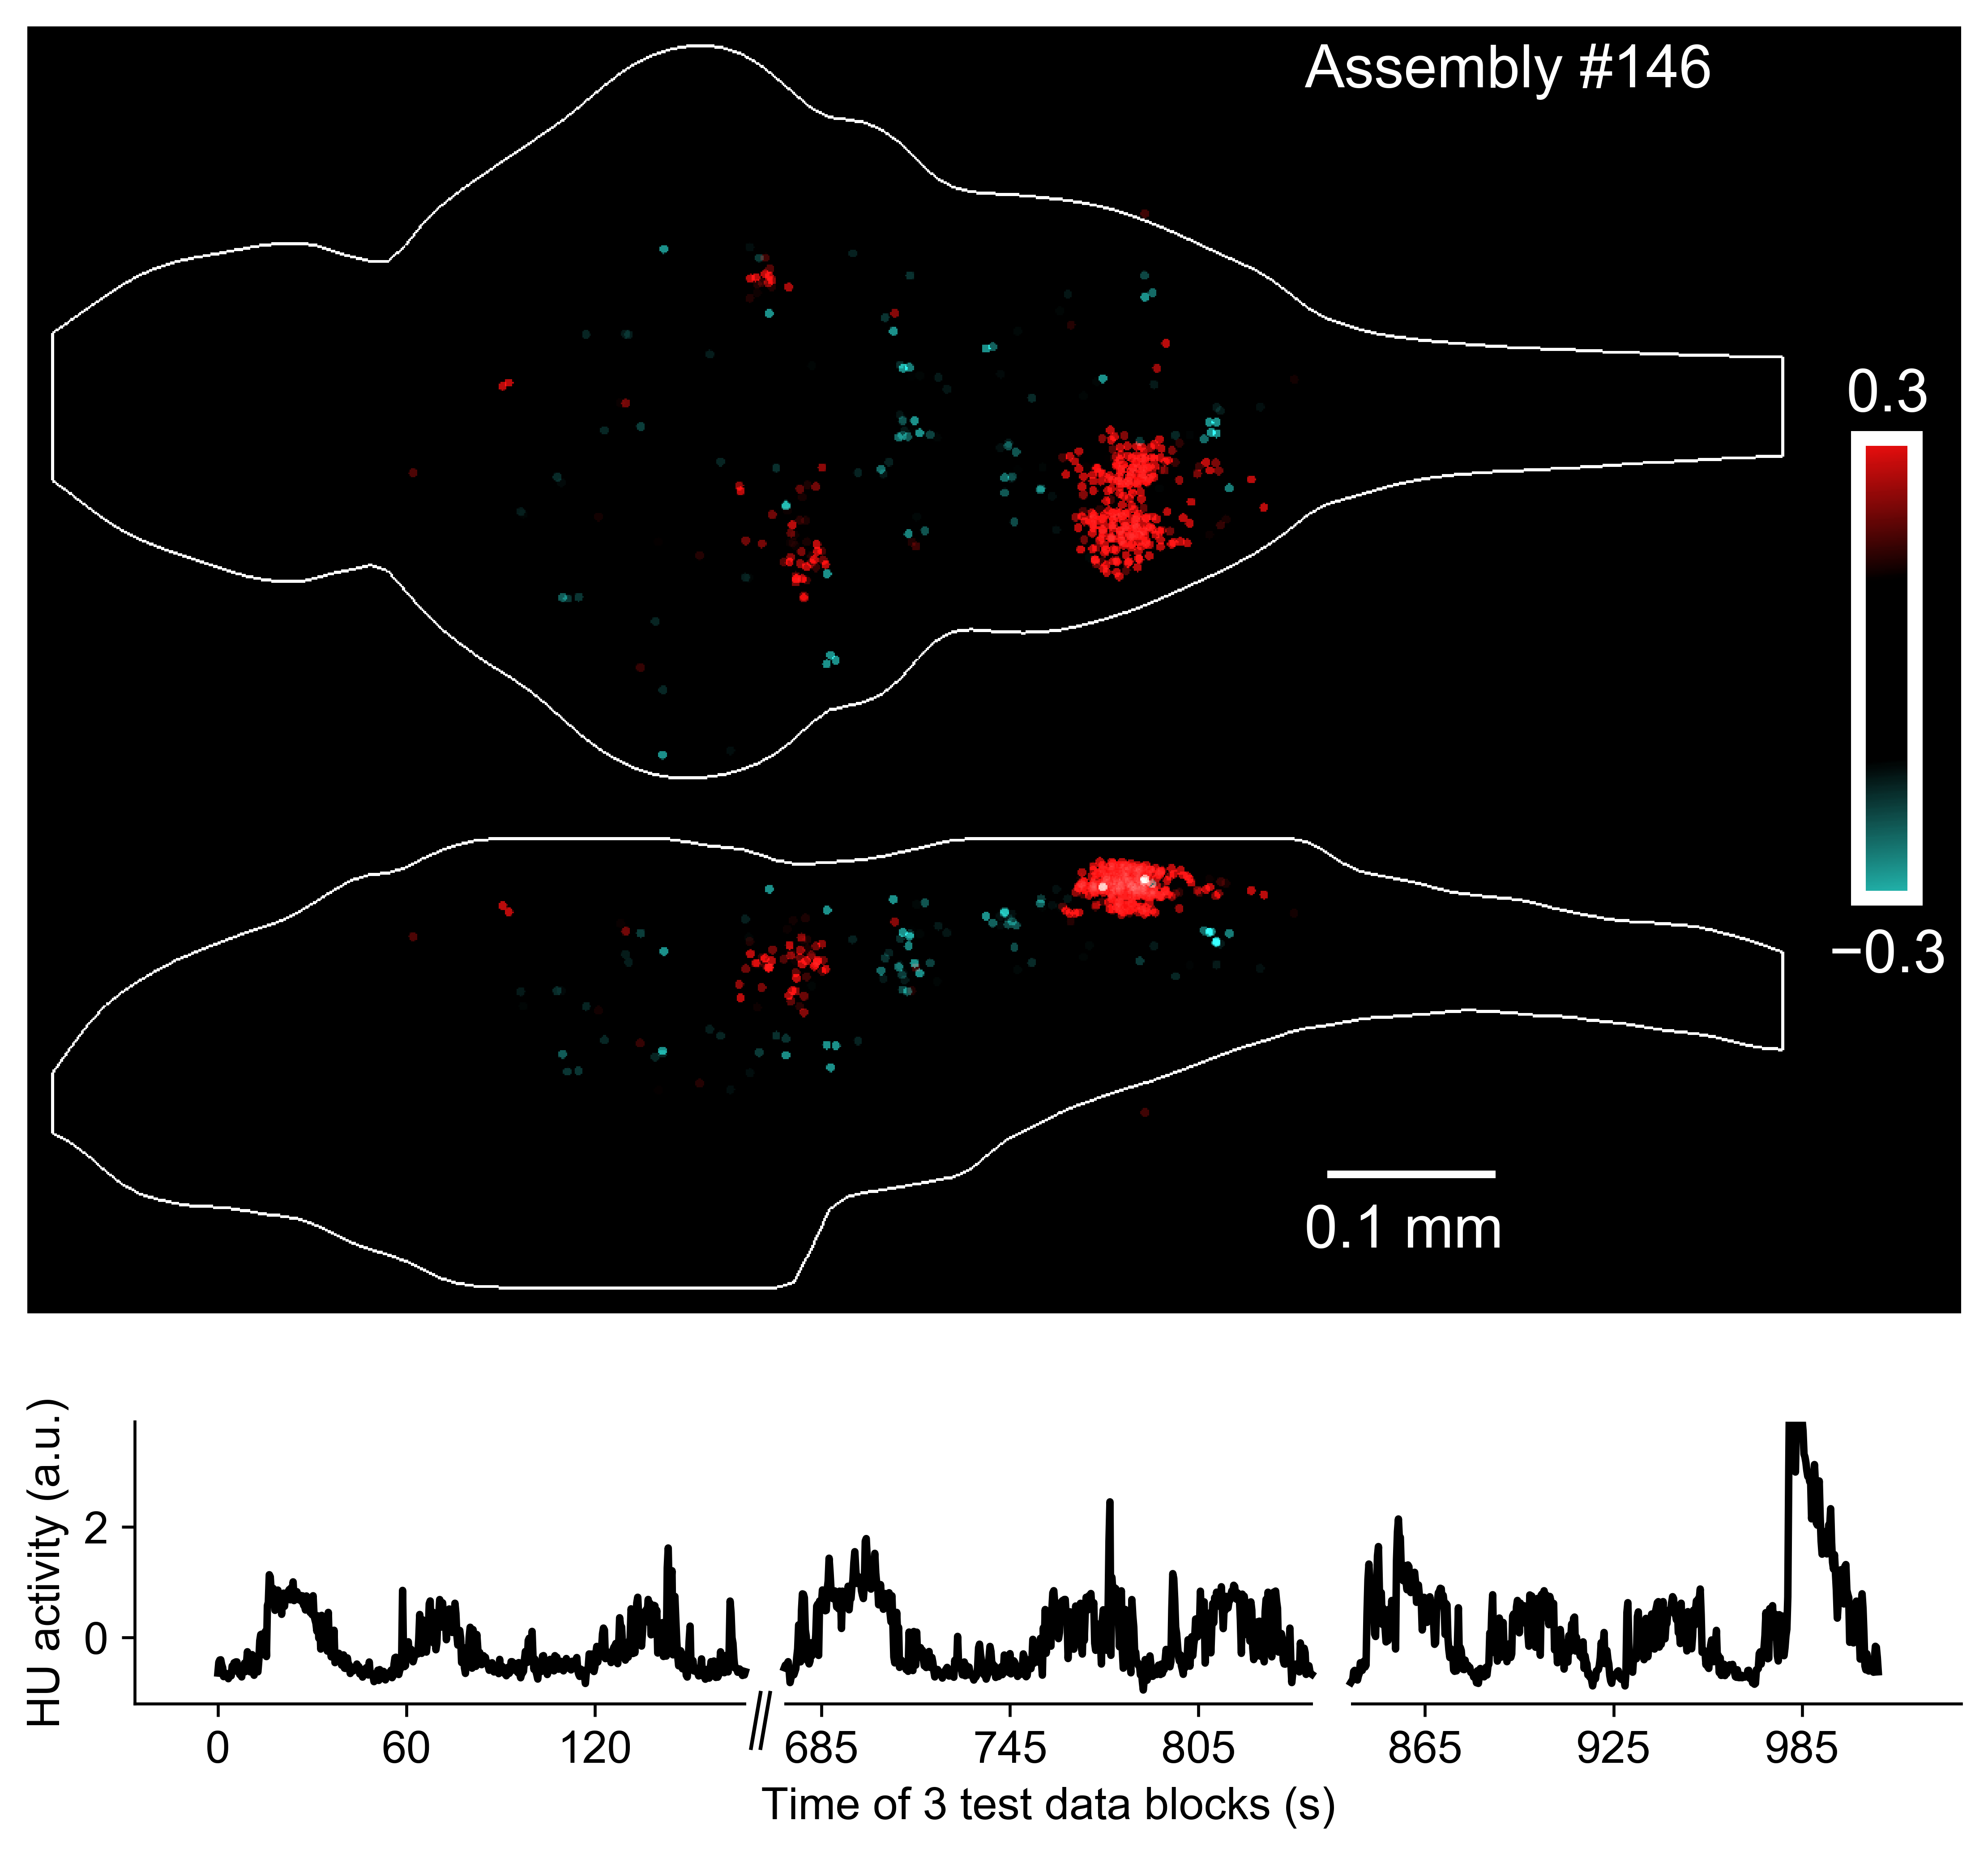 Assembly #146
0.3
−0.3
0.1 mm
HU activity (a.u.)
2
0
0 60 120 685 745 805 865 925 985
Time of 3 test data blocks (s)